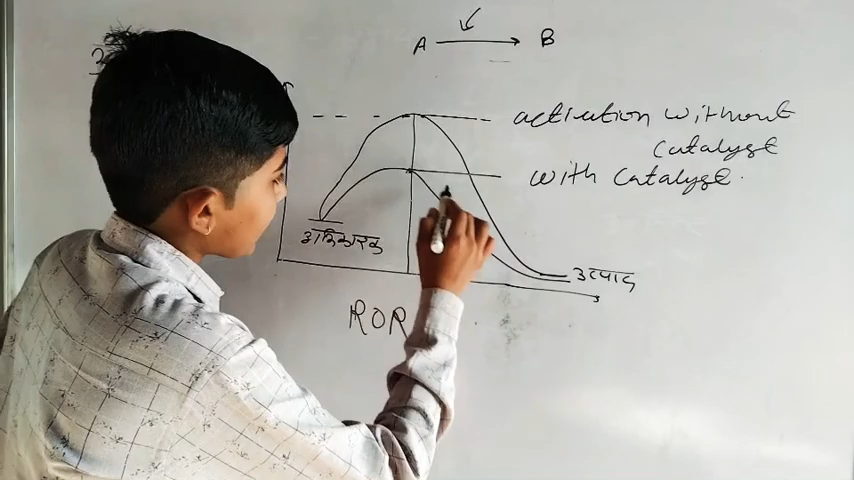 A → B
activation without
catalyst
with catalyst.
अभिकारक
उत्पाद
ROR